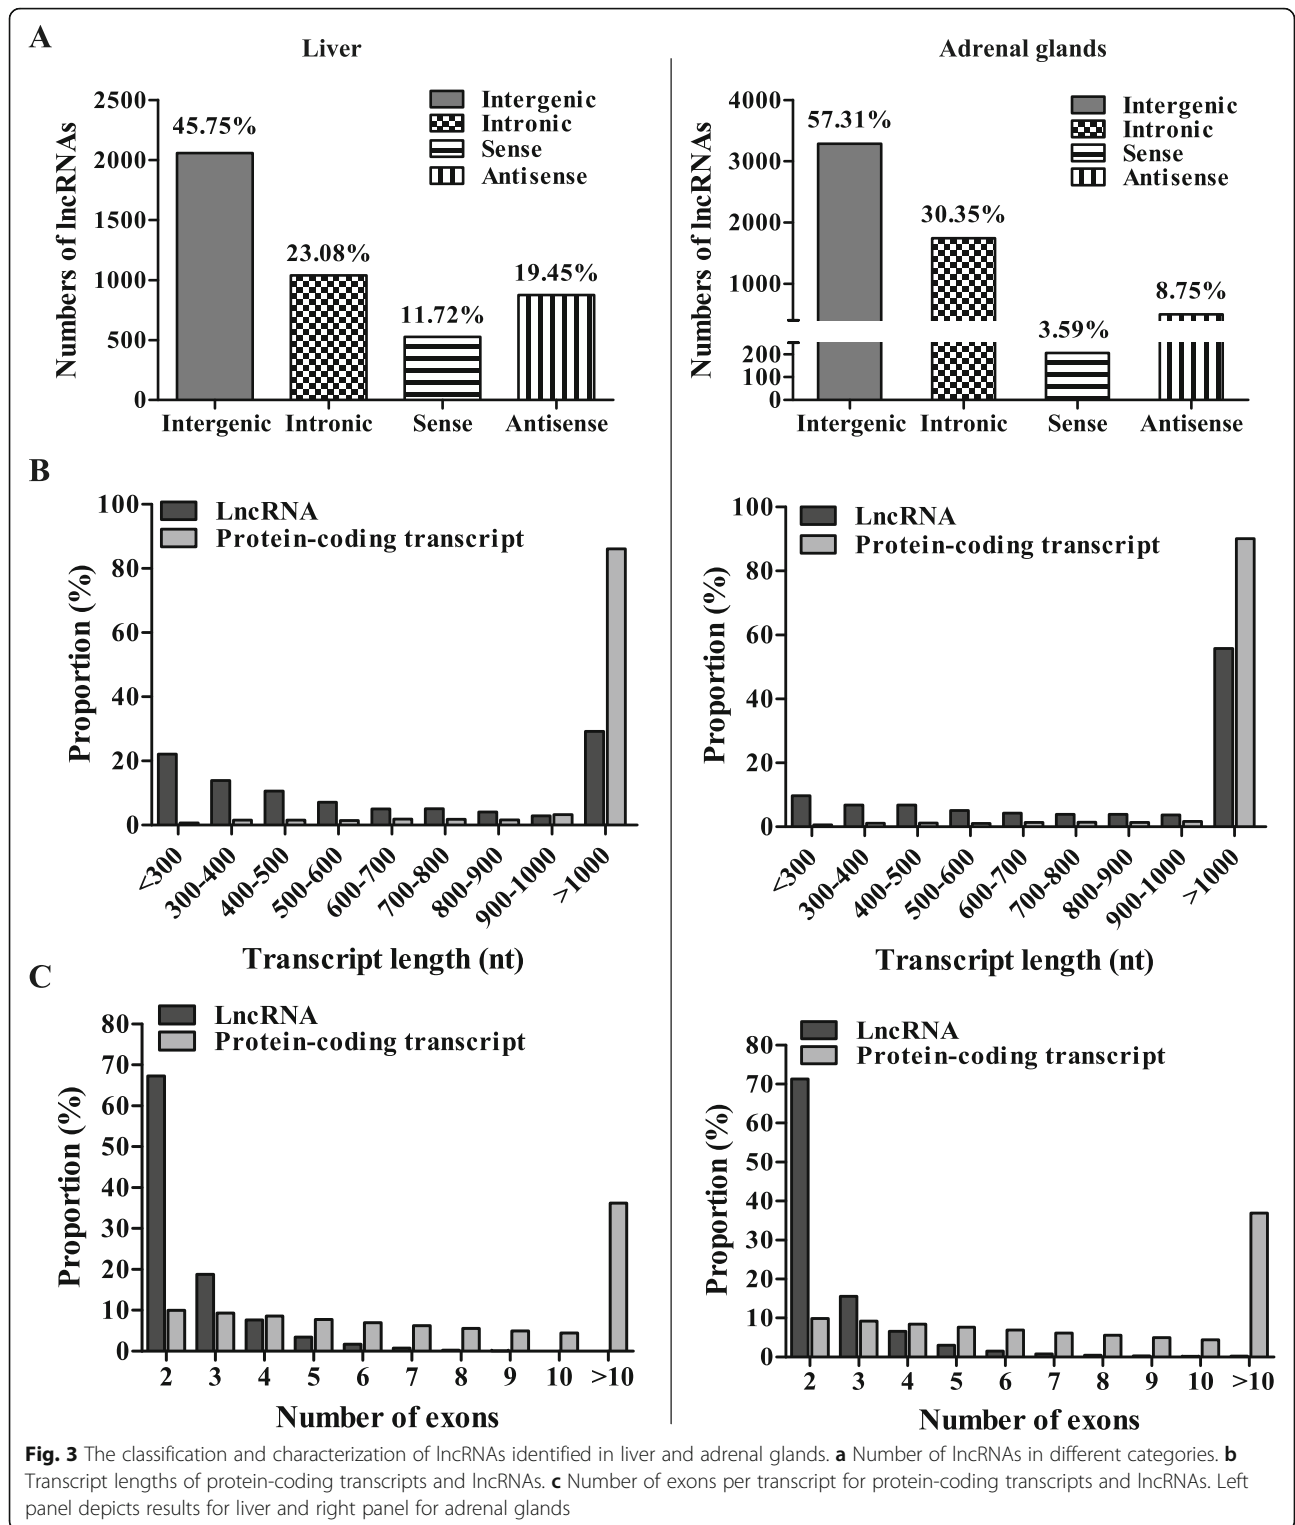 A
Liver
Adrenal glands
Numbers of lncRNAs
2500
2000
1500
1000
500
0
45.75%
23.08%
11.72%
19.45%
Intergenic
Intronic
Sense
Antisense
Intergenic Intronic Sense Antisense
Numbers of lncRNAs
4000
3000
2000
1000
200
100
0
57.31%
30.35%
3.59%
8.75%
Intergenic
Intronic
Sense
Antisense
Intergenic Intronic Sense Antisense
B
Proportion (%)
100
80
60
40
20
0
LncRNA
Protein-coding transcript
<300 300-400 400-500 500-600 600-700 700-800 800-900 900-1000 >1000
Transcript length (nt)
Proportion (%)
100
80
60
40
20
0
LncRNA
Protein-coding transcript
<300 300-400 400-500 500-600 600-700 700-800 800-900 900-1000 >1000
Transcript length (nt)
C
Proportion (%)
80
70
60
50
40
30
20
10
0
LncRNA
Protein-coding transcript
2 3 4 5 6 7 8 9 10 >10
Number of exons
Proportion (%)
80
70
60
50
40
30
20
10
0
LncRNA
Protein-coding transcript
2 3 4 5 6 7 8 9 10 >10
Number of exons
Fig. 3 The classification and characterization of lncRNAs identified in liver and adrenal glands. a Number of lncRNAs in different categories. b
Transcript lengths of protein-coding transcripts and lncRNAs. c Number of exons per transcript for protein-coding transcripts and lncRNAs. Left
panel depicts results for liver and right panel for adrenal glands